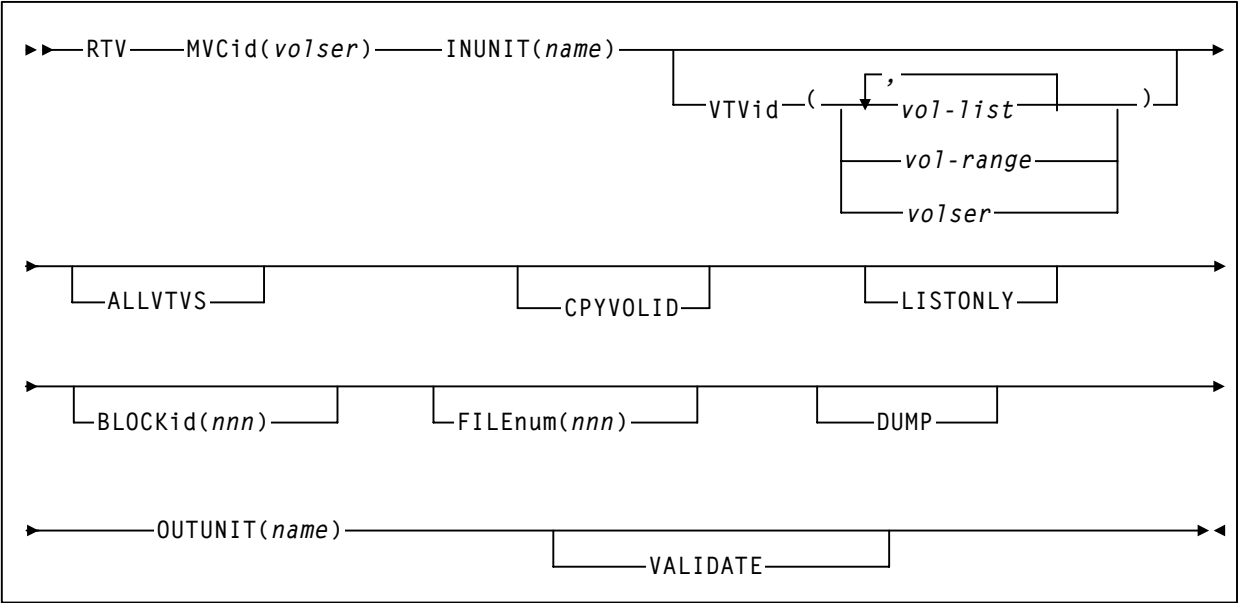 RTV MVCid(volser) INUNIT(name)
,
VTVid ( vol-list )
vol-range
volser
ALLVTVS CPYVOLID LISTONLY
BLOCKid(nnn) FILEnum(nnn) DUMP
OUTUNIT(name)
VALIDATE